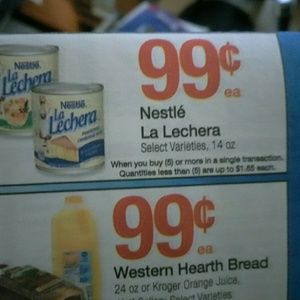 Nestlé
La
Lechera
Nestlé
La
Lechera
99¢
ea
Nestlé
La Lechera
Select Varieties, 14 oz
When you buy (5) or more in a single transaction.
Quantities less than (5) are up to $1.65 each.
99¢
ea
Western Hearth Bread
24 oz or Kroger Orange Juice,
Select Varieties